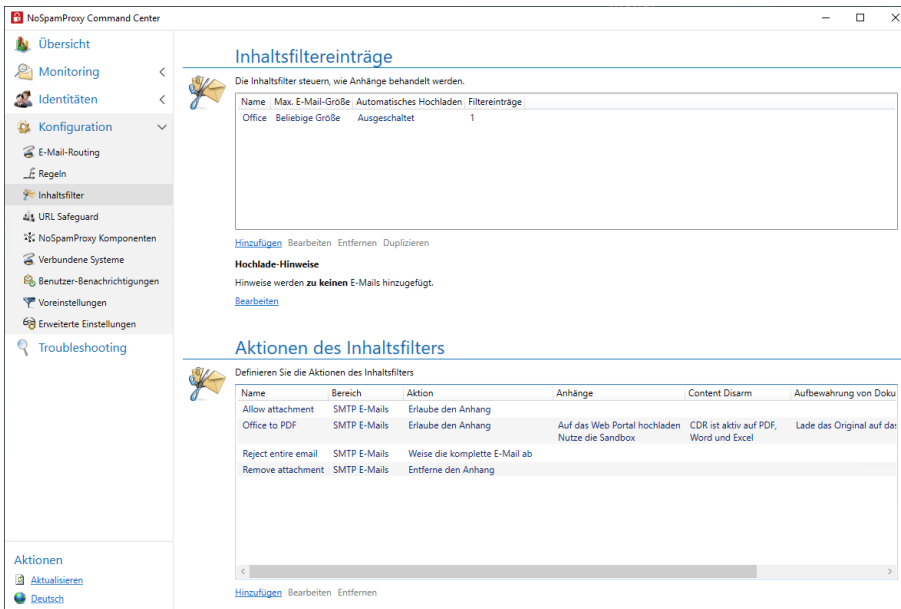 NoSpamProxy Command Center
Übersicht
Monitoring
Identitäten
Konfiguration
E-Mail-Routing
Regeln
Inhaltsfilter
URL Safeguard
NoSpamProxy Komponenten
Verbundene Systeme
Benutzer-Benachrichtigungen
Voreinstellungen
Erweiterte Einstellungen
Troubleshooting
Aktionen
Aktualisieren
Deutsch
Inhaltsfiltereinträge
Die Inhaltsfilter steuern, wie Anhänge behandelt werden.
Name Max. E-Mail-Größe Automatisches Hochladen Filtereinträge
Office Beliebige Größe Ausgeschaltet 1
Hinzufügen Bearbeiten Entfernen Duplizieren
Hochlade-Hinweise
Hinweise werden zu keinen E-Mails hinzugefügt.
Bearbeiten
Aktionen des Inhaltsfilters
Definieren Sie die Aktionen des Inhaltsfilters
Name Bereich Aktion Anhänge Content Disarm Aufbewahrung von Doku
Allow attachment SMTP E-Mails Erlaube den Anhang
Office to PDF SMTP E-Mails Erlaube den Anhang Auf das Web Portal hochladen CDR ist aktiv auf PDF, Lade das Original auf das
Nutze die Sandbox Word und Excel
Reject entire email SMTP E-Mails Weise die komplette E-Mail ab
Remove attachment SMTP E-Mails Entferne den Anhang
Hinzufügen Bearbeiten Entfernen